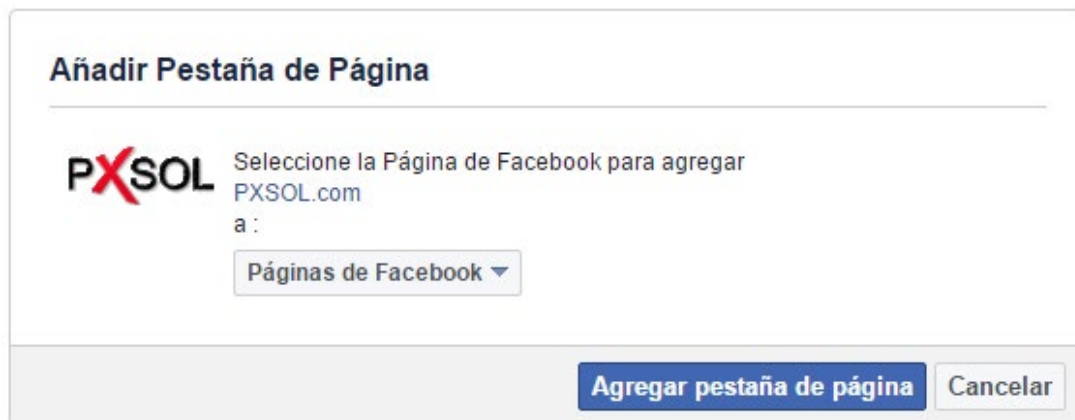 Añadir Pestaña de Página
PXSOL
Seleccione la Página de Facebook para agregar
PXSOL.com
a :
Páginas de Facebook
Agregar pestaña de página
Cancelar